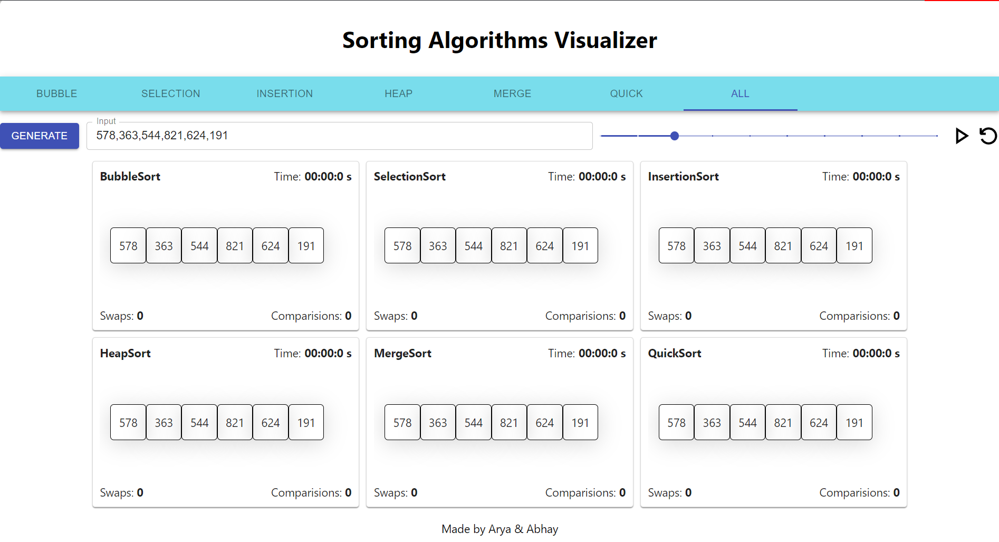 Sorting Algorithms Visualizer
BUBBLE SELECTION INSERTION HEAP MERGE QUICK ALL
Input
GENERATE 578,363,544,821,624,191
BubbleSort Time: 00:00:0 s
578 363 544 821 624 191
Swaps: 0 Comparisions: 0
SelectionSort Time: 00:00:0 s
578 363 544 821 624 191
Swaps: 0 Comparisions: 0
InsertionSort Time: 00:00:0 s
578 363 544 821 624 191
Swaps: 0 Comparisions: 0
HeapSort Time: 00:00:0 s
578 363 544 821 624 191
Swaps: 0 Comparisions: 0
MergeSort Time: 00:00:0 s
578 363 544 821 624 191
Swaps: 0 Comparisions: 0
QuickSort Time: 00:00:0 s
578 363 544 821 624 191
Swaps: 0 Comparisions: 0
Made by Arya & Abhay